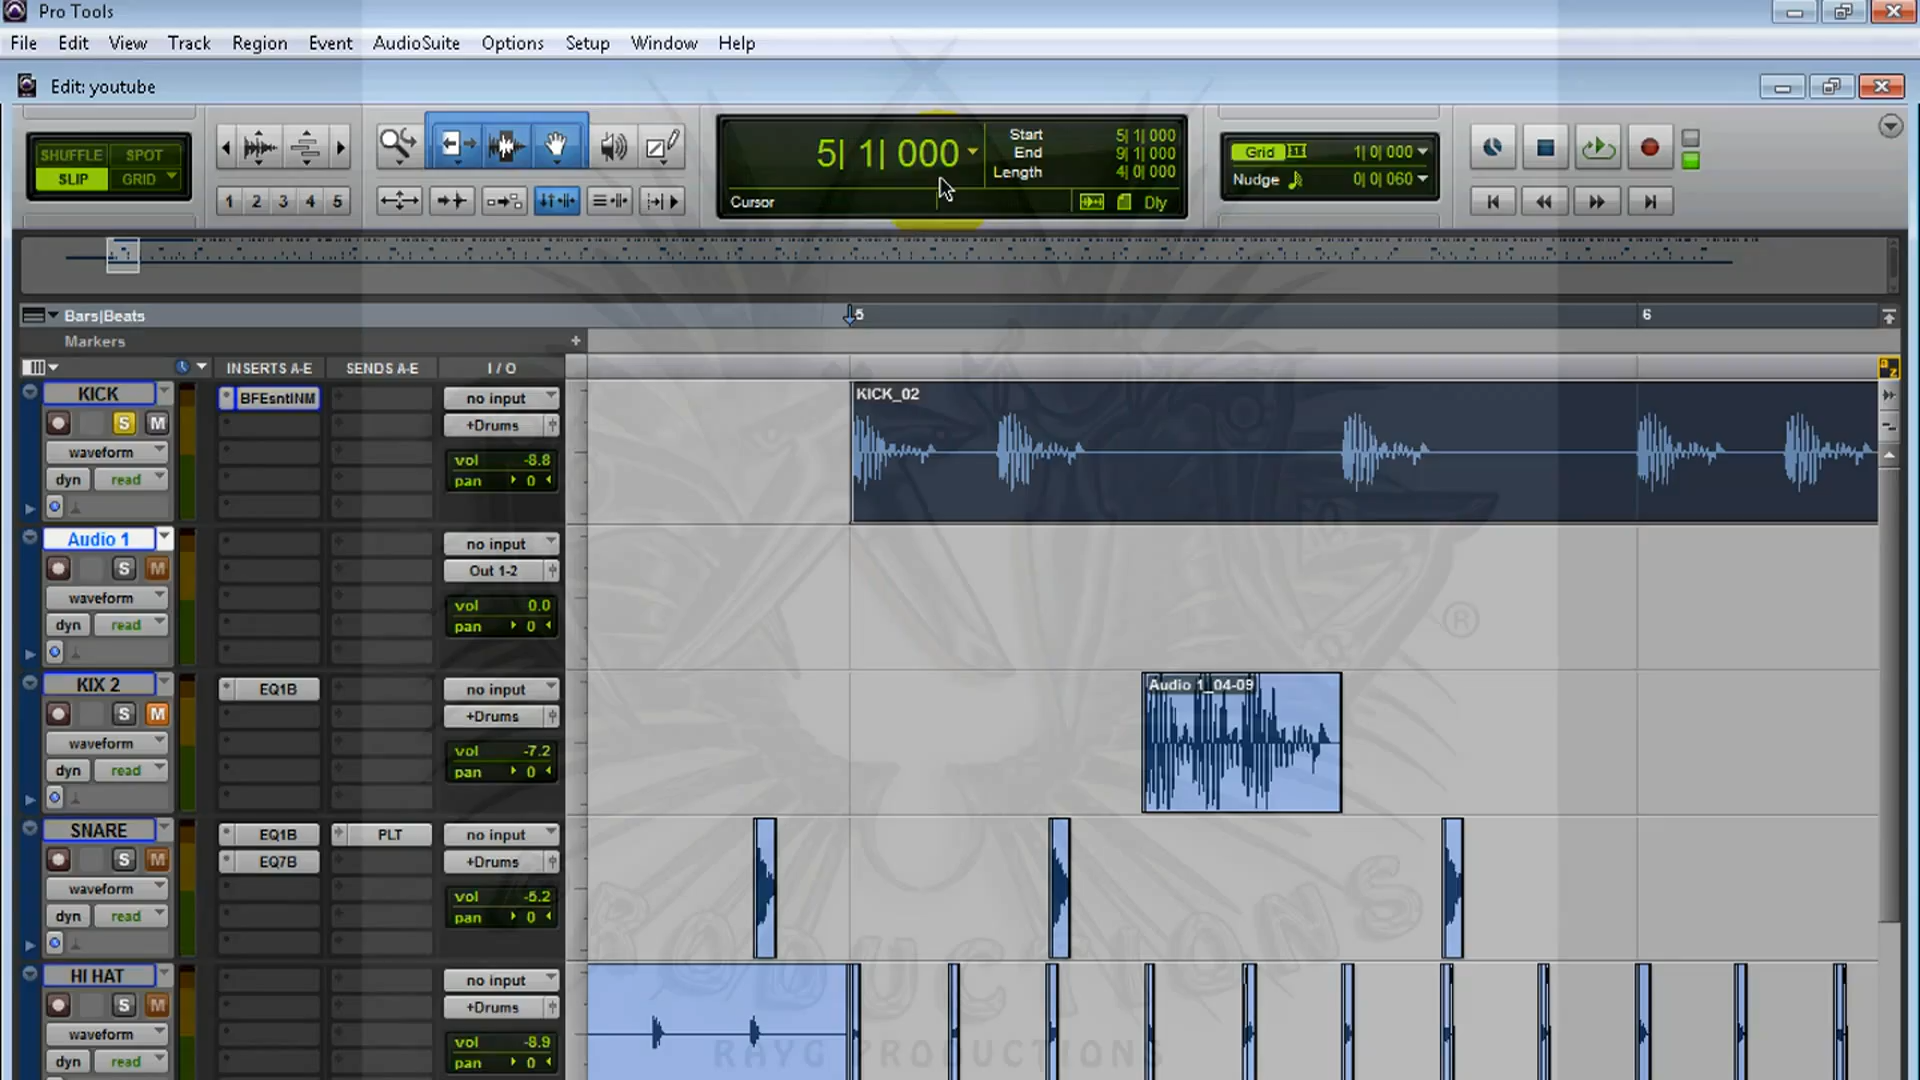 Pro Tools
File Edit View Track Region Event AudioSuite Options Setup Window Help
Edit: youtube
SHUFFLE SPOT
SLIP GRID
1 2 3 4 5
5| 1| 000
Start 5| 1| 000
End 9| 1| 000
Length 4| 0| 000
Cursor
Dly
Grid 1| 0| 000
Nudge 0| 0| 060
Bars|Beats 5 6
Markers +
INSERTS A-E SENDS A-E I / O
KICK BFEsntlNM no input KICK_02
S M +Drums
waveform vol -8.8
dyn read pan 0
Audio 1 no input
S M Out 1-2
waveform vol 0.0
dyn read pan 0
KIX 2 EQ1B no input Audio 1_04-09
S M +Drums
waveform vol -7.2
dyn read pan 0
SNARE EQ1B PLT no input
S M EQ7B +Drums
waveform vol -5.2
dyn read pan 0
HI HAT no input
S M +Drums
waveform vol -8.9
dyn read pan 0
®
PRODUCTIONS
RAYG PRODUCTIONS